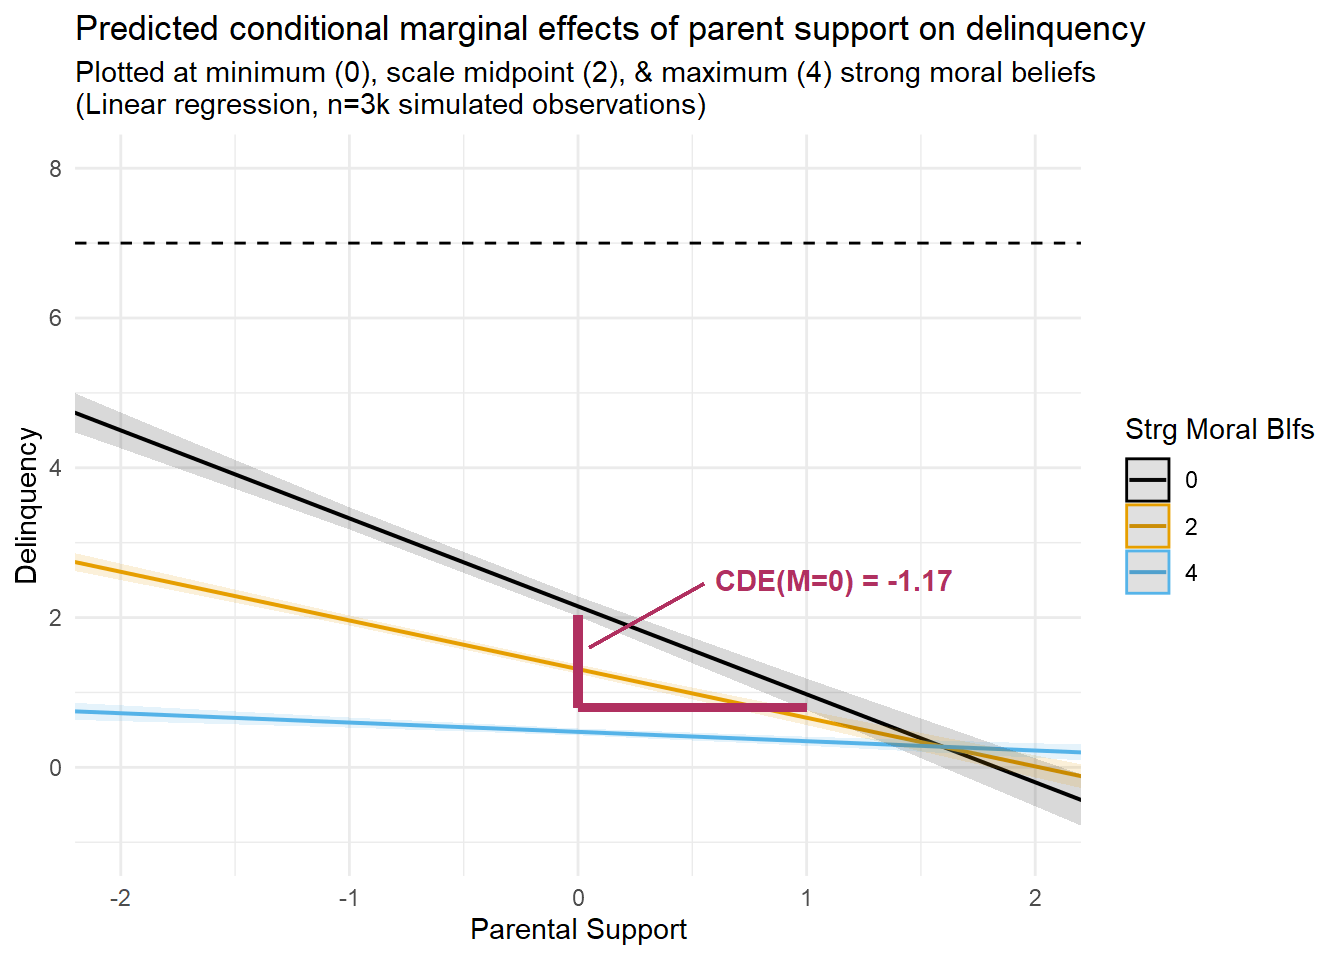 Predicted conditional marginal effects of parent support on delinquency
Plotted at minimum (0), scale midpoint (2), & maximum (4) strong moral beliefs
(Linear regression, n=3k simulated observations)
8
6
4
2
0
Delinquency
CDE(M=0) = -1.17
-2
-1
0
1
2
Parental Support
Strg Moral Blfs
0
2
4